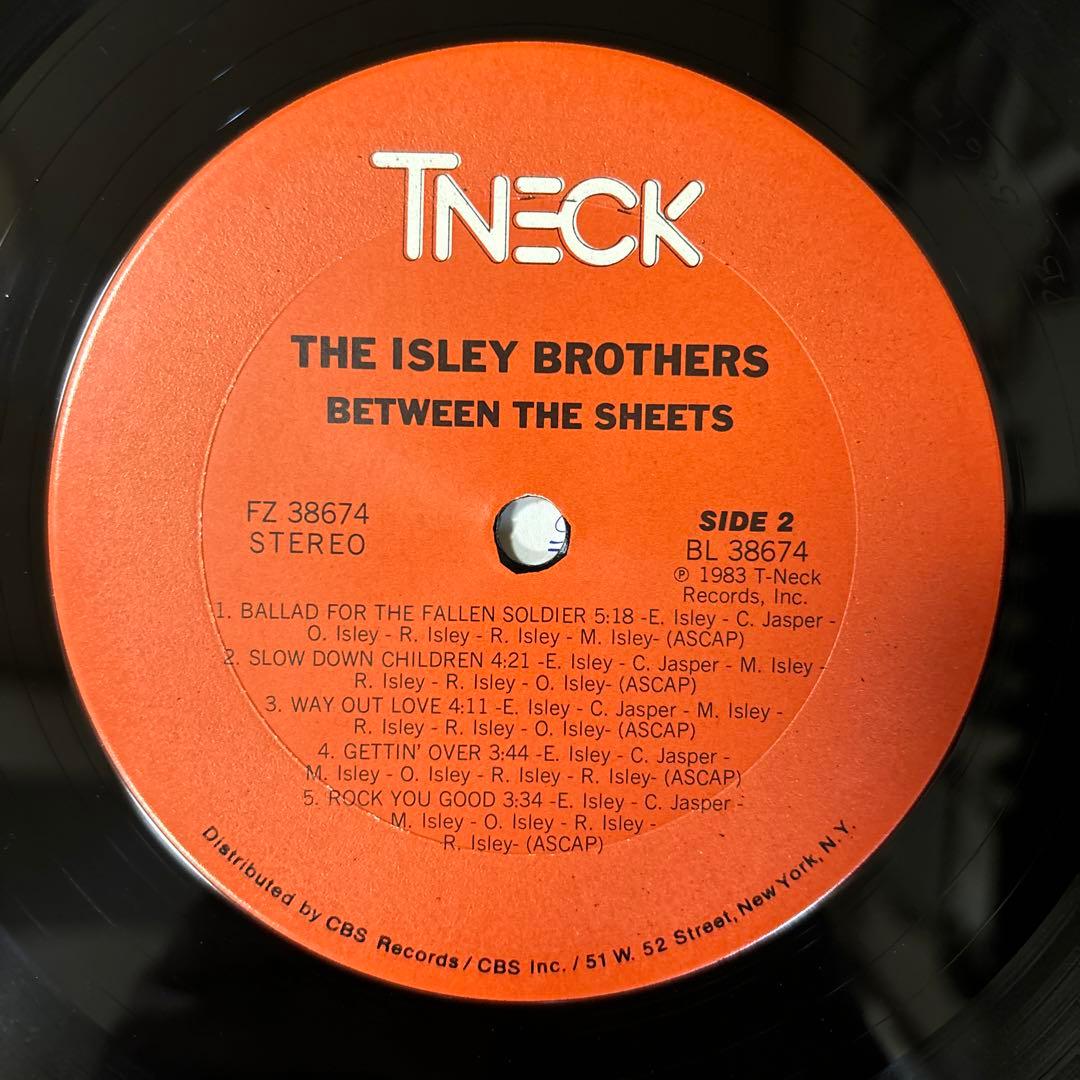 TNECK
THE ISLEY BROTHERS
BETWEEN THE SHEETS
FZ 38674
STEREO
SIDE 2
BL 38674
℗ 1983 T-Neck
Records, Inc.
1. BALLAD FOR THE FALLEN SOLDIER 5:18 -E. Isley - C. Jasper -
O. Isley - R. Isley - R. Isley - M. Isley- (ASCAP)
2. SLOW DOWN CHILDREN 4:21 -E. Isley - C. Jasper - M. Isley -
R. Isley - R. Isley - O. Isley- (ASCAP)
3. WAY OUT LOVE 4:11 -E. Isley - C. Jasper - M. Isley -
R. Isley - R. Isley - O. Isley- (ASCAP)
4. GETTIN' OVER 3:44 -E. Isley - C. Jasper -
M. Isley - O. Isley - R. Isley - R. Isley- (ASCAP)
5. ROCK YOU GOOD 3:34 -E. Isley - C. Jasper -
M. Isley - O. Isley - R. Isley -
R. Isley- (ASCAP)
Distributed by CBS Records / CBS Inc. / 51 W. 52 Street, New York, N.Y.